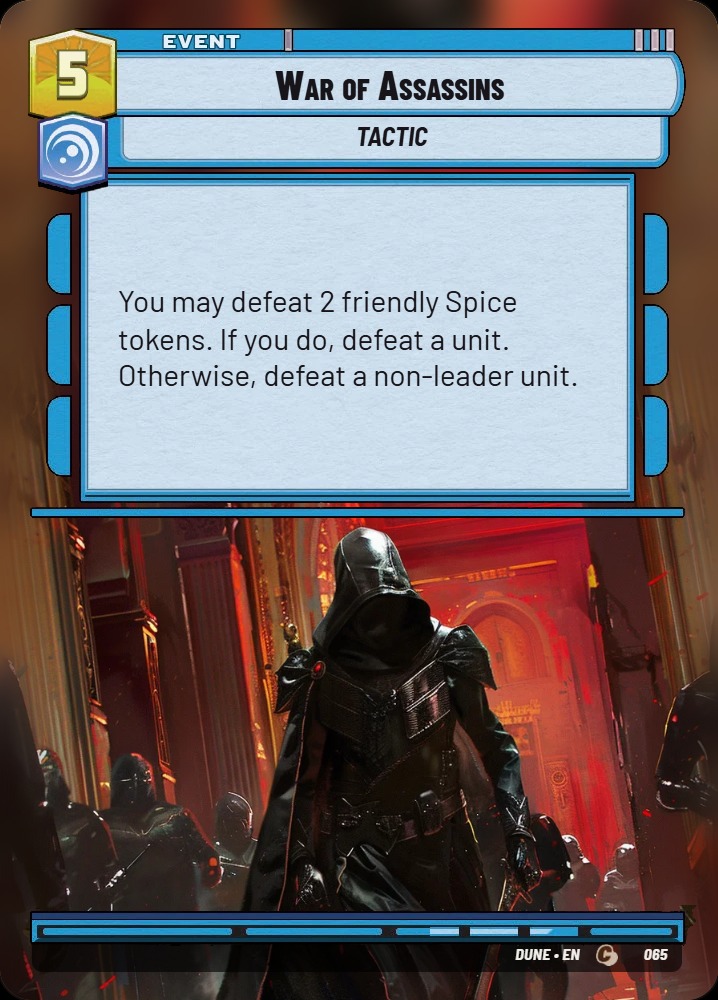 EVENT
5
War of Assassins
TACTIC
You may defeat 2 friendly Spice
tokens. If you do, defeat a unit.
Otherwise, defeat a non-leader unit.
DUNE • EN C 065